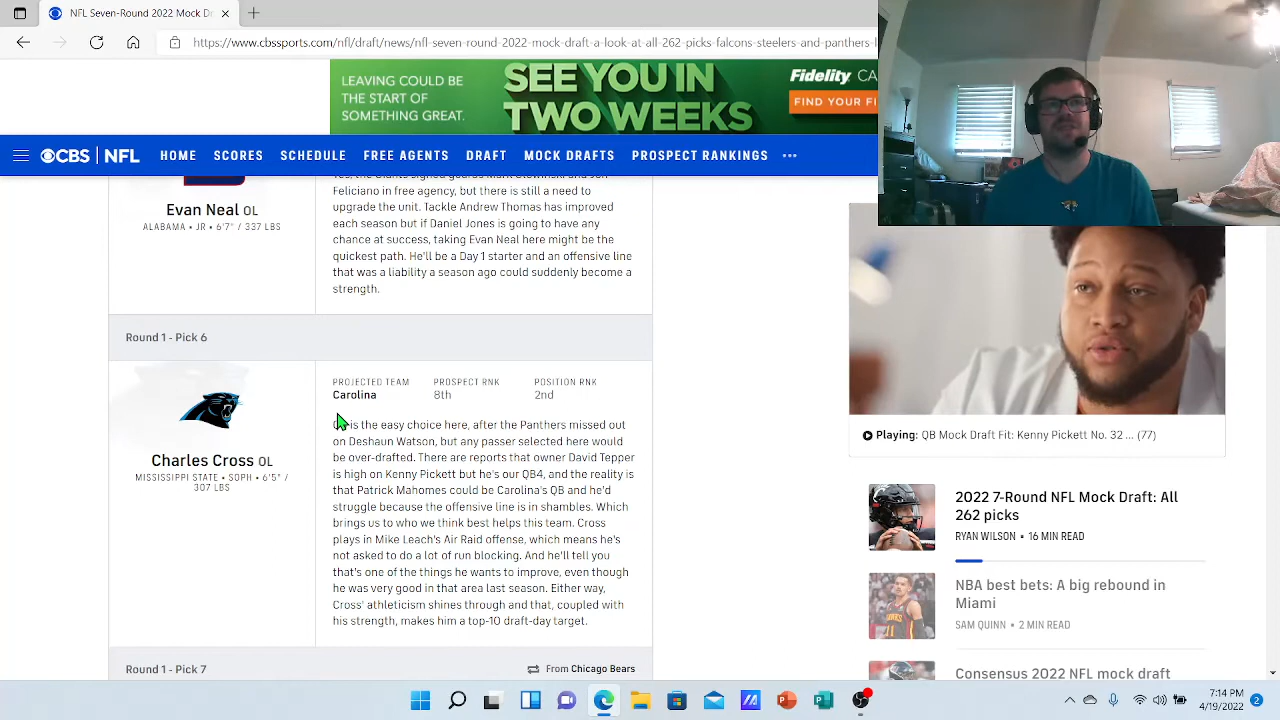 NFL Seven-Round 2022 Mock D
https://www.cbssports.com/nfl/draft/news/nfl-seven-round-2022-mock-draft-a-look-at-all-262-picks-falcons-steelers-and-panthers-l
LEAVING COULD BE
THE START OF
SOMETHING GREAT.
SEE YOU IN
TWO WEEKS
Fidelity CA
FIND YOUR FI
CBS NFL HOME SCORES SCHEDULE FREE AGENTS DRAFT MOCK DRAFTS PROSPECT RANKINGS
Evan Neal OL
ALABAMA • JR • 6'7" / 337 LBS
Feliciano in free agency but there is still a need to
upgrade the unit. Tackle Andrew Thomas has improved
each season but if Daniel Jones is going to have any
chance at success, taking Evan Neal here might be the
quickest path. He'll be a Day 1 starter and an offensive line
that was a liability a season ago could suddenly become a
strength.
Round 1 - Pick 6
Charles Cross OL
MISSISSIPPI STATE • SOPH • 6'5" /
307 LBS
PROJECTED TEAM PROSPECT RNK POSITION RNK
Carolina 8th 2nd
on Deshaun Watson, but any passer selected here would
be over-drafted. There are reports that owner David Tepper
is high on Kenny Pickett but he's our QB4, and the reality is
that Patrick Mahomes could be Carolina's QB and he'd
struggle because the offensive line is in shambles. Which
brings us to who we think best helps this team. Cross
plays in Mike Leach's Air Raid offense, which means he's
not asked to do a lot of run blocking. And he'll tell you
that's one of the things he wants to improve, even though
he was very good in that area last season. Either way,
Cross' athleticism shines through and that, coupled with
his strength, makes him a top-10 draft target.
Round 1 - Pick 7 From Chicago Bears
Playing: QB Mock Draft Fit: Kenny Pickett No. 32 ... (77)
2022 7-Round NFL Mock Draft: All
262 picks
RYAN WILSON • 16 MIN READ
NBA best bets: A big rebound in
Miami
SAM QUINN • 2 MIN READ
Consensus 2022 NFL mock draft
7:14 PM
4/19/2022
2